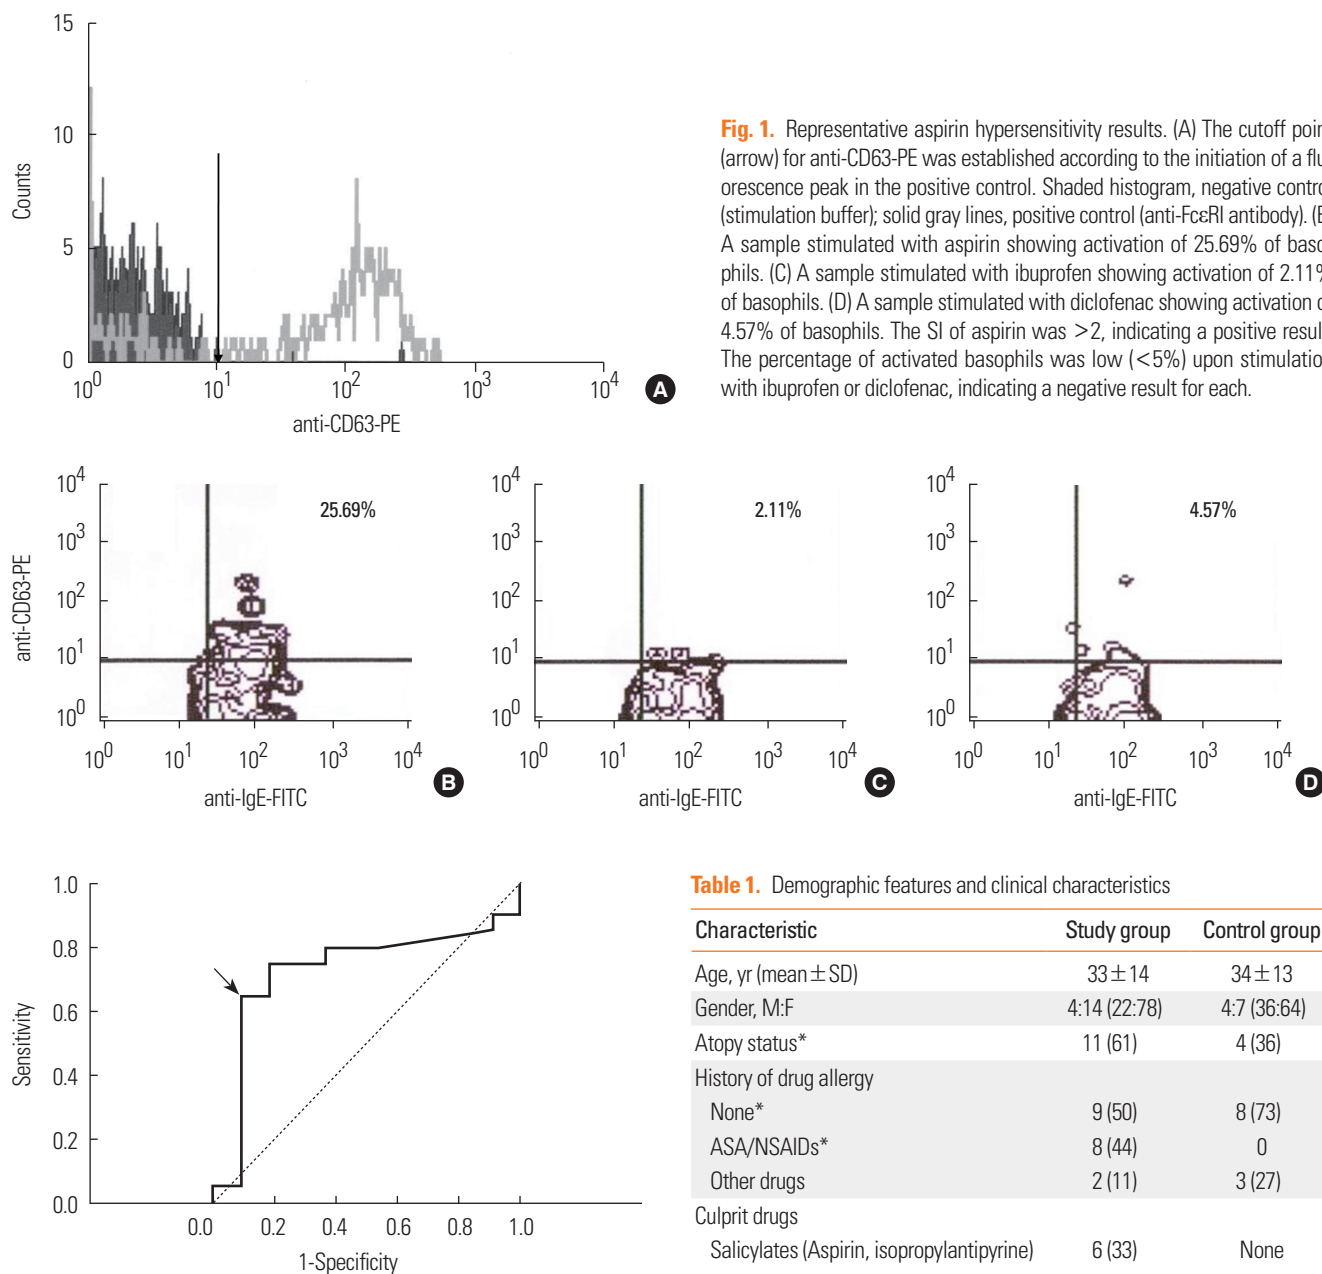 15
10
5
0
Counts
10^0
10^1
10^2
10^3
10^4
anti-CD63-PE
A
Fig. 1. Representative aspirin hypersensitivity results. (A) The cutoff poin
(arrow) for anti-CD63-PE was established according to the initiation of a flu
orescence peak in the positive control. Shaded histogram, negative contro
(stimulation buffer); solid gray lines, positive control (anti-FcεRI antibody). (B
A sample stimulated with aspirin showing activation of 25.69% of baso
phils. (C) A sample stimulated with ibuprofen showing activation of 2.11%
of basophils. (D) A sample stimulated with diclofenac showing activation o
4.57% of basophils. The SI of aspirin was >2, indicating a positive resul
The percentage of activated basophils was low (<5%) upon stimulation
with ibuprofen or diclofenac, indicating a negative result for each.
anti-CD63-PE
10^4
10^3
10^2
10^1
10^0
25.69%
10^0 10^1 10^2 10^3 10^4
anti-IgE-FITC
B
10^4
10^3
10^2
10^1
10^0
2.11%
10^0 10^1 10^2 10^3 10^4
anti-IgE-FITC
C
10^4
10^3
10^2
10^1
10^0
4.57%
10^0 10^1 10^2 10^3 10^4
anti-IgE-FITC
D
Sensitivity
1.0
0.8
0.6
0.4
0.2
0.0
0.0 0.2 0.4 0.6 0.8 1.0
1-Specificity
Table 1. Demographic features and clinical characteristics
Characteristic Study group Control group
Age, yr (mean±SD) 33±14 34±13
Gender, M:F 4:14 (22:78) 4:7 (36:64)
Atopy status* 11 (61) 4 (36)
History of drug allergy
None* 9 (50) 8 (73)
ASA/NSAIDs* 8 (44) 0
Other drugs 2 (11) 3 (27)
Culprit drugs
Salicylates (Aspirin, isopropylantipyrine) 6 (33) None